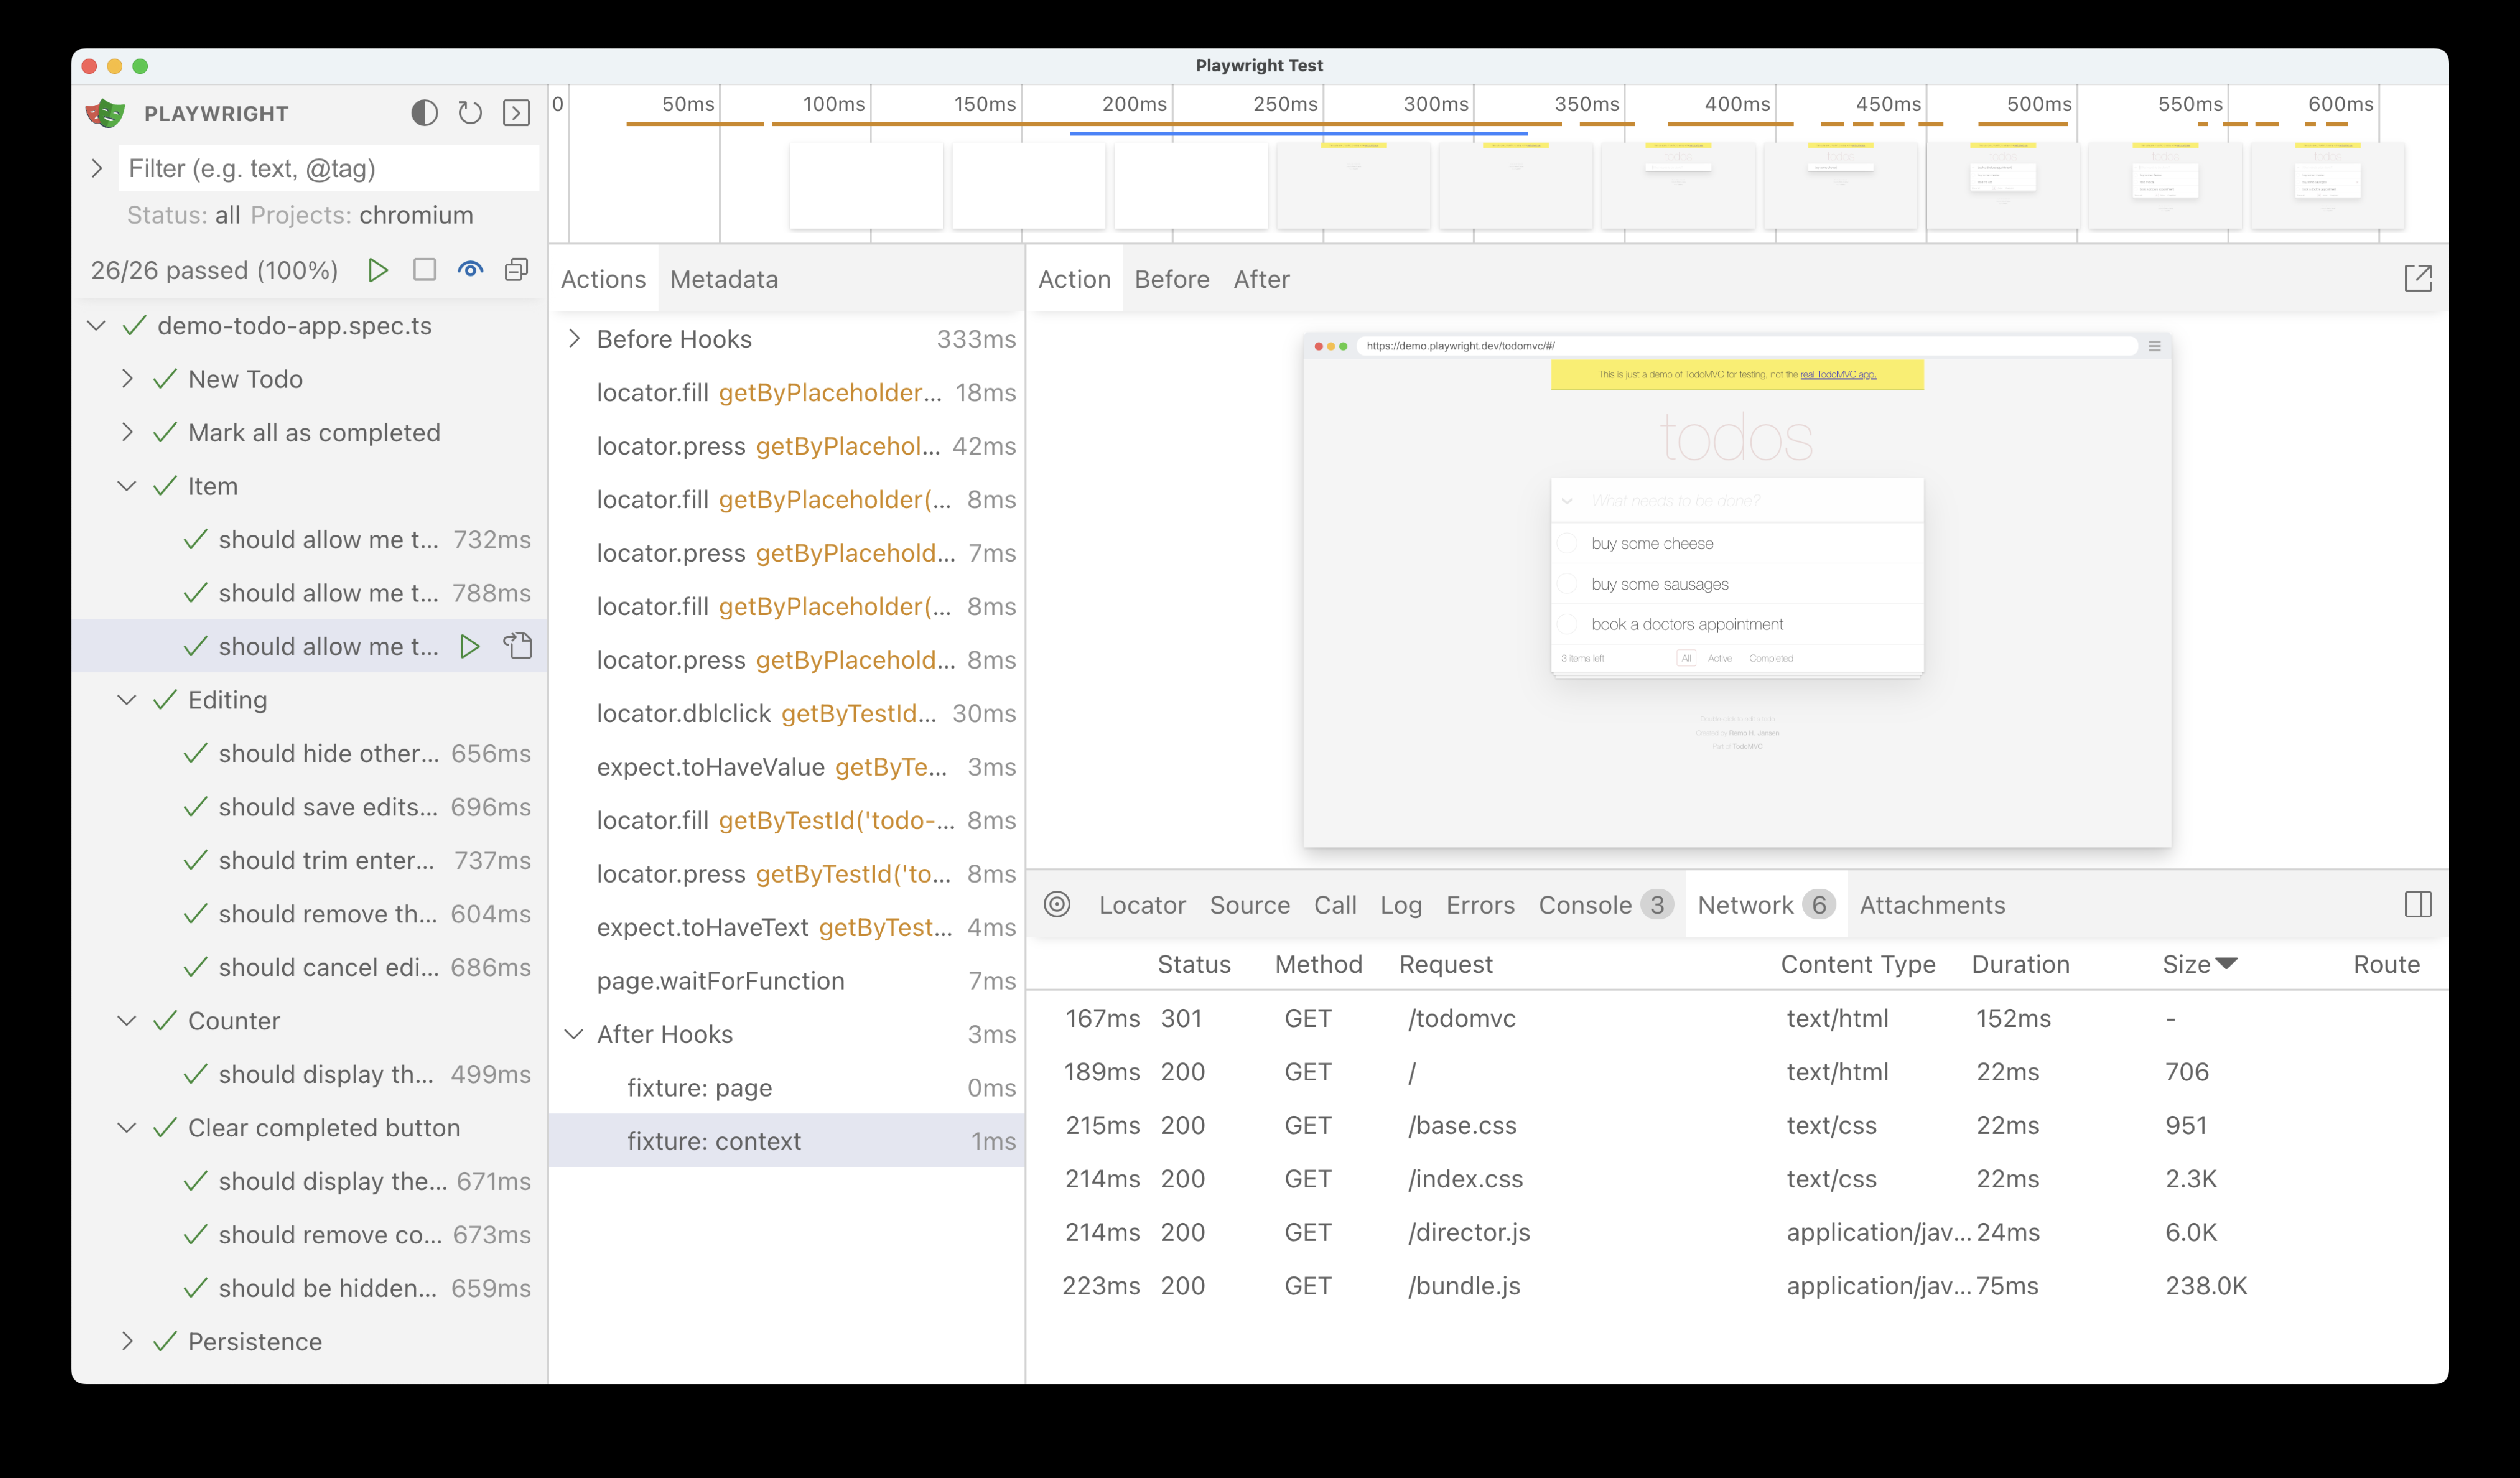 Playwright Test
PLAYWRIGHT
Filter (e.g. text, @tag)
Status: all Projects: chromium
26/26 passed (100%)
demo-todo-app.spec.ts
New Todo
Mark all as completed
Item
should allow me t... 732ms
should allow me t... 788ms
should allow me t...
Editing
should hide other... 656ms
should save edits... 696ms
should trim enter... 737ms
should remove th... 604ms
should cancel edi... 686ms
Counter
should display th... 499ms
Clear completed button
should display the... 671ms
should remove co... 673ms
should be hidden... 659ms
Persistence
0 50ms 100ms 150ms 200ms 250ms 300ms 350ms 400ms 450ms 500ms 550ms 600ms
Actions Metadata
Before Hooks 333ms
locator.fill getByPlaceholder... 18ms
locator.press getByPlacehol... 42ms
locator.fill getByPlaceholder(... 8ms
locator.press getByPlacehold... 7ms
locator.fill getByPlaceholder(... 8ms
locator.press getByPlacehold... 8ms
locator.dblclick getByTestId... 30ms
expect.toHaveValue getByTe... 3ms
locator.fill getByTestId('todo-... 8ms
locator.press getByTestId('to... 8ms
expect.toHaveText getByTest... 4ms
page.waitForFunction 7ms
After Hooks 3ms
fixture: page 0ms
fixture: context 1ms
Action Before After
https://demo.playwright.dev/todomvc/#/
This is just a demo of TodoMVC for testing, not the real TodoMVC app.
todos
What needs to be done?
buy some cheese
buy some sausages
book a doctors appointment
3 items left All Active Completed
Double-click to edit a todo
Created by Remo H. Jansen
Part of TodoMVC
Locator Source Call Log Errors Console 3 Network 6 Attachments
Status Method Request Content Type Duration Size Route
167ms 301 GET /todomvc text/html 152ms -
189ms 200 GET / text/html 22ms 706
215ms 200 GET /base.css text/css 22ms 951
214ms 200 GET /index.css text/css 22ms 2.3K
214ms 200 GET /director.js application/jav... 24ms 6.0K
223ms 200 GET /bundle.js application/jav... 75ms 238.0K